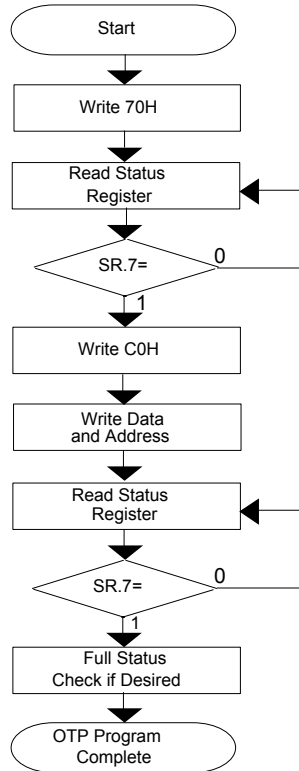 Start
Write 70H
Read Status
Register
SR.7=
0
1
Write C0H
Write Data
and Address
Read Status
Register
SR.7=
0
1
Full Status
Check if Desired
OTP Program
Complete